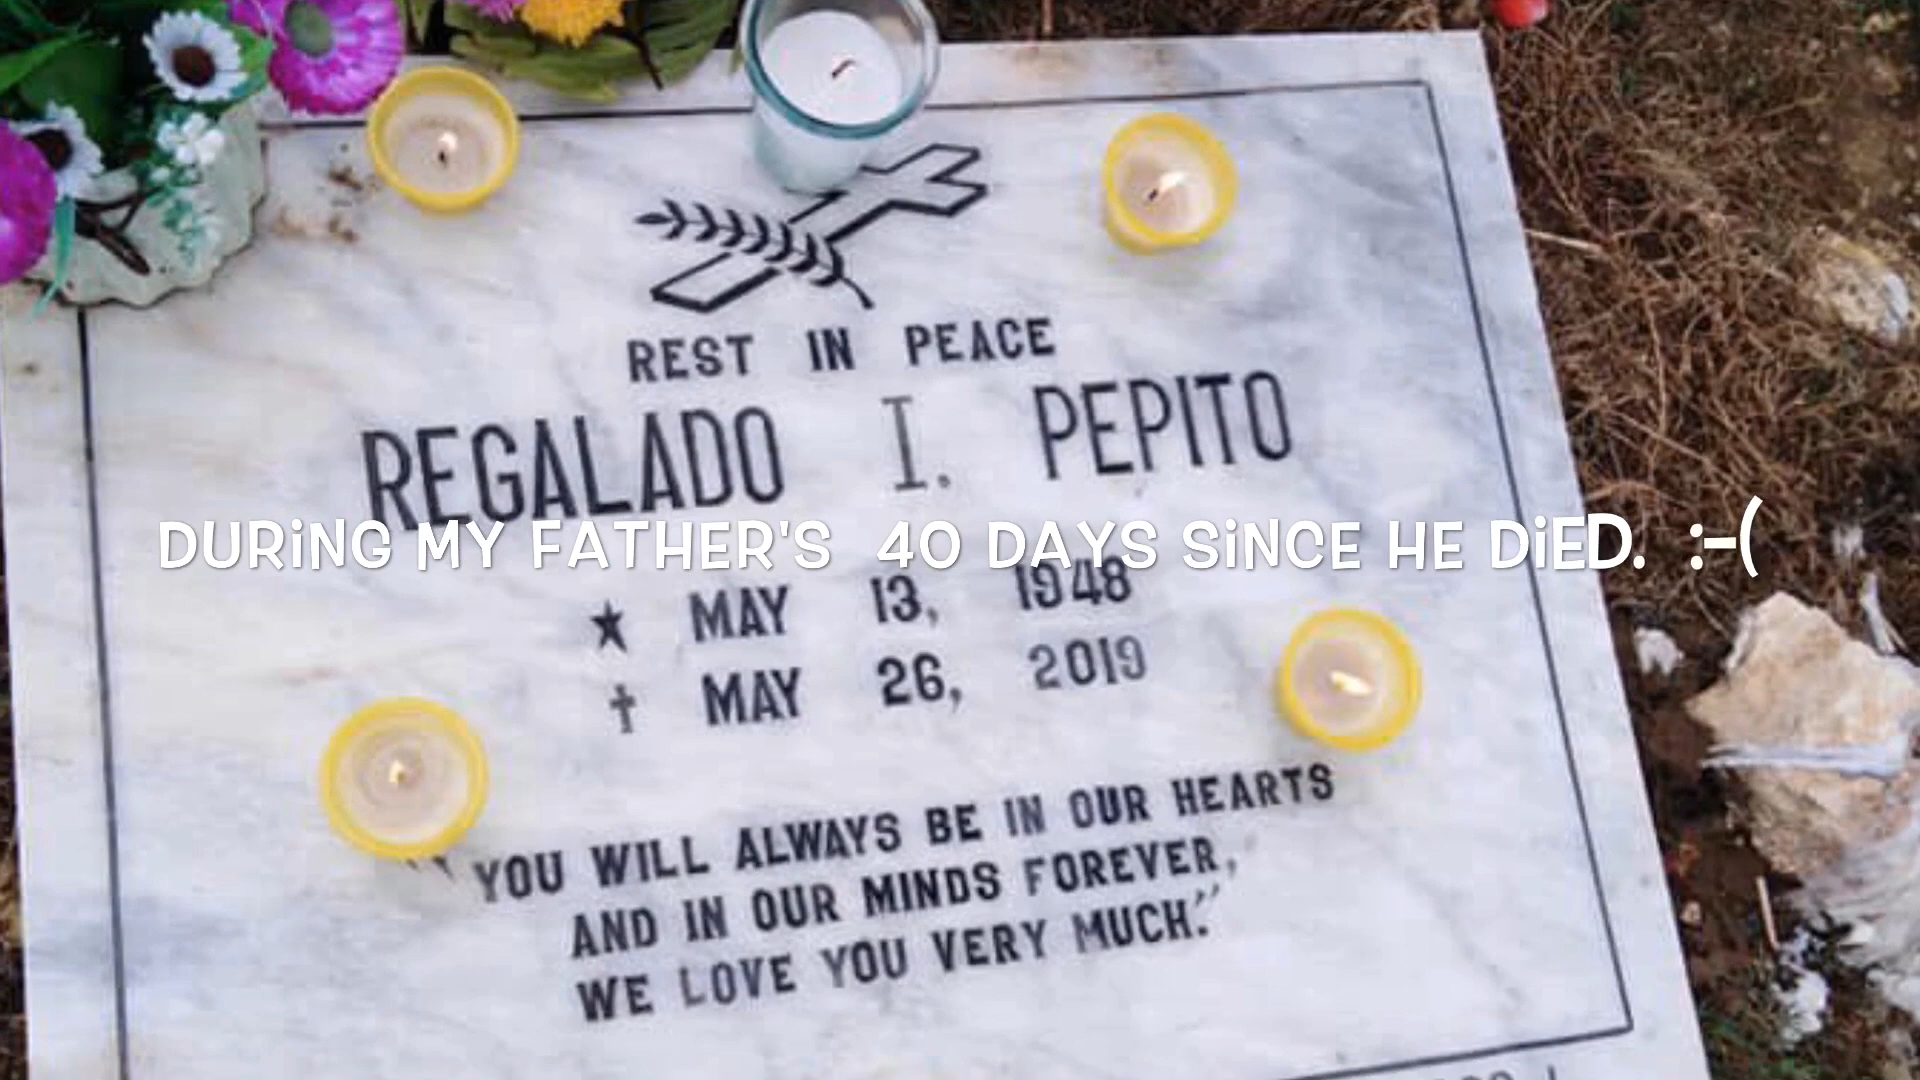 REST IN PEACE
REGALADO I. PEPITO
DURING MY FATHER'S 40 DAYS SINCE HE DIED. :-(
★ MAY 13, 1948
✝ MAY 26, 2019
"YOU WILL ALWAYS BE IN OUR HEARTS
AND IN OUR MINDS FOREVER,
WE LOVE YOU VERY MUCH."